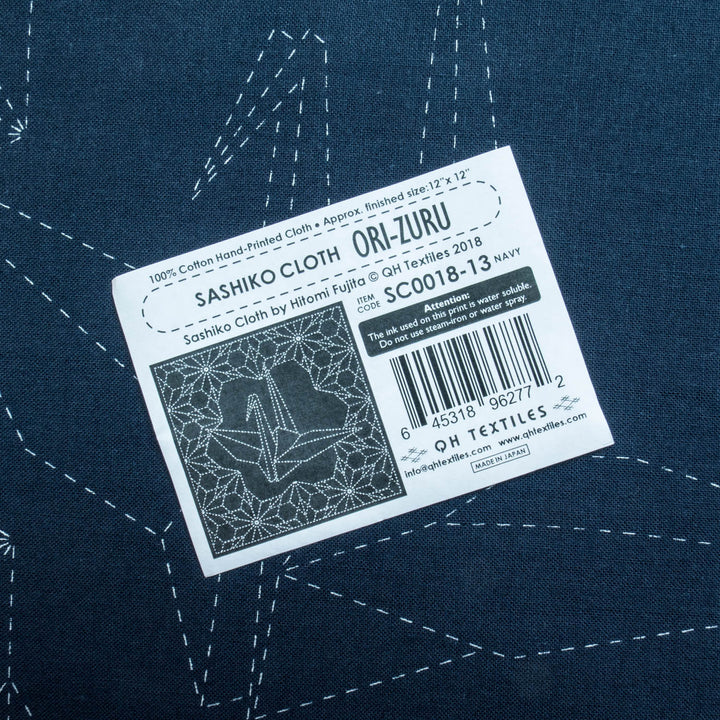 100% Cotton Hand-Printed Cloth • Approx. finished size:12"x 12"
SASHIKO CLOTH ORI-ZURU
Sashiko Cloth by Hitomi Fujita © QH Textiles 2018
ITEM CODE SC0018-13 NAVY
Attention:
The ink used on this print is water soluble.
Do not use steam-iron or water spray.
6 45318 96277 2
QH TEXTILES
info@qhtextiles.com www.qhtextiles.com
MADE IN JAPAN